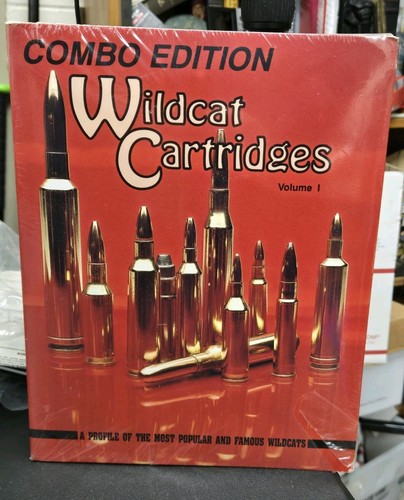 COMBO EDITION
Wildcat
Cartridges
Volume I
A PROFILE OF THE MOST POPULAR AND FAMOUS WILDCATS